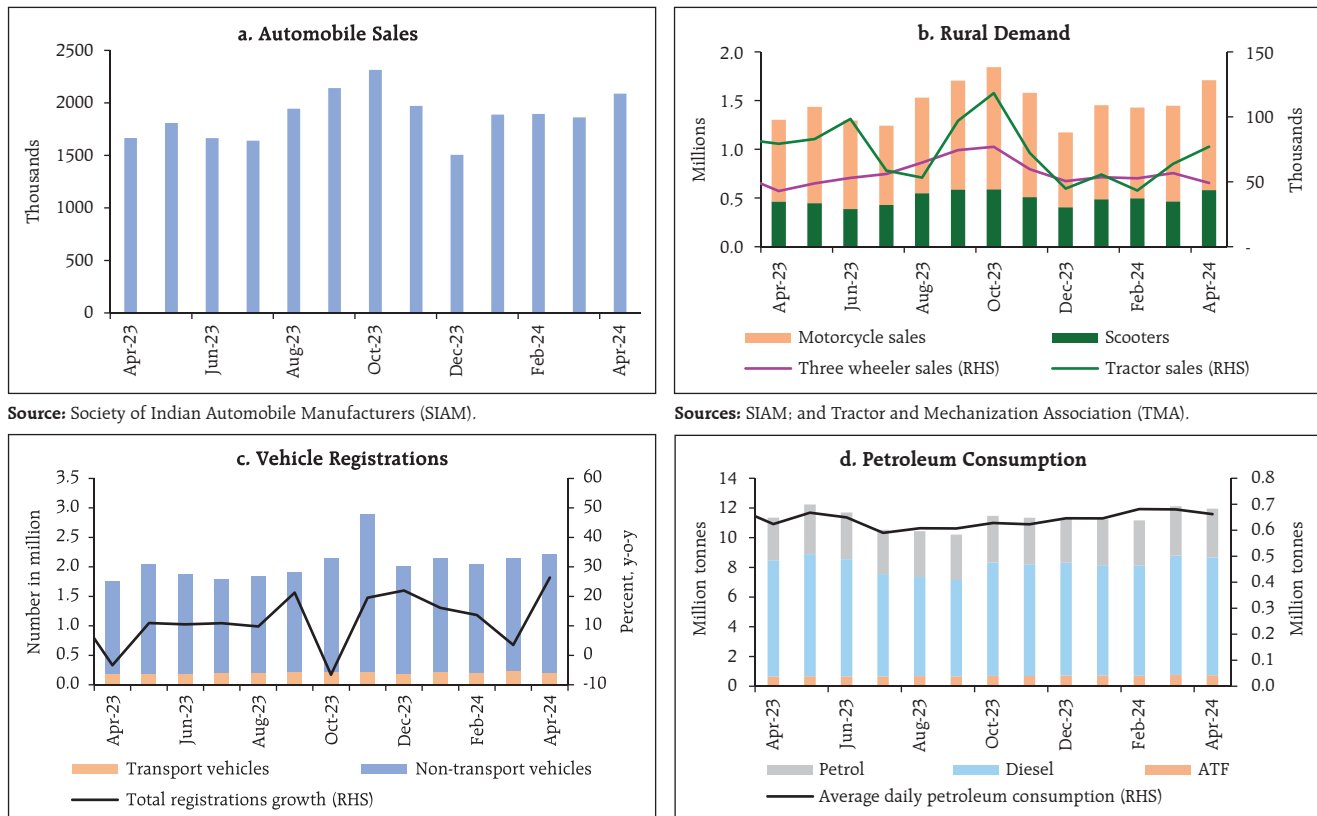 a. Automobile Sales
Thousands
2500
2000
1500
1000
500
0
Apr-23
Jun-23
Aug-23
Oct-23
Dec-23
Feb-24
Apr-24
Source: Society of Indian Automobile Manufacturers (SIAM).
b. Rural Demand
Millions
2.0
1.5
1.0
0.5
0.0
150
100
50
-
Thousands
Apr-23
Jun-23
Aug-23
Oct-23
Dec-23
Feb-24
Apr-24
Motorcycle sales
Scooters
Three wheeler sales (RHS)
Tractor sales (RHS)
Sources: SIAM; and Tractor and Mechanization Association (TMA).
c. Vehicle Registrations
Number in million
3.5
3.0
2.5
2.0
1.5
1.0
0.5
0.0
60
50
40
30
20
10
0
-10
Percent, y-o-y
Apr-23
Jun-23
Aug-23
Oct-23
Dec-23
Feb-24
Apr-24
Transport vehicles
Non-transport vehicles
Total registrations growth (RHS)
d. Petroleum Consumption
Million tonnes
14
12
10
8
6
4
2
0
0.8
0.7
0.6
0.5
0.4
0.3
0.2
0.1
0.0
Million tonnes
Apr-23
Jun-23
Aug-23
Oct-23
Dec-23
Feb-24
Apr-24
Petrol
Diesel
ATF
Average daily petroleum consumption (RHS)